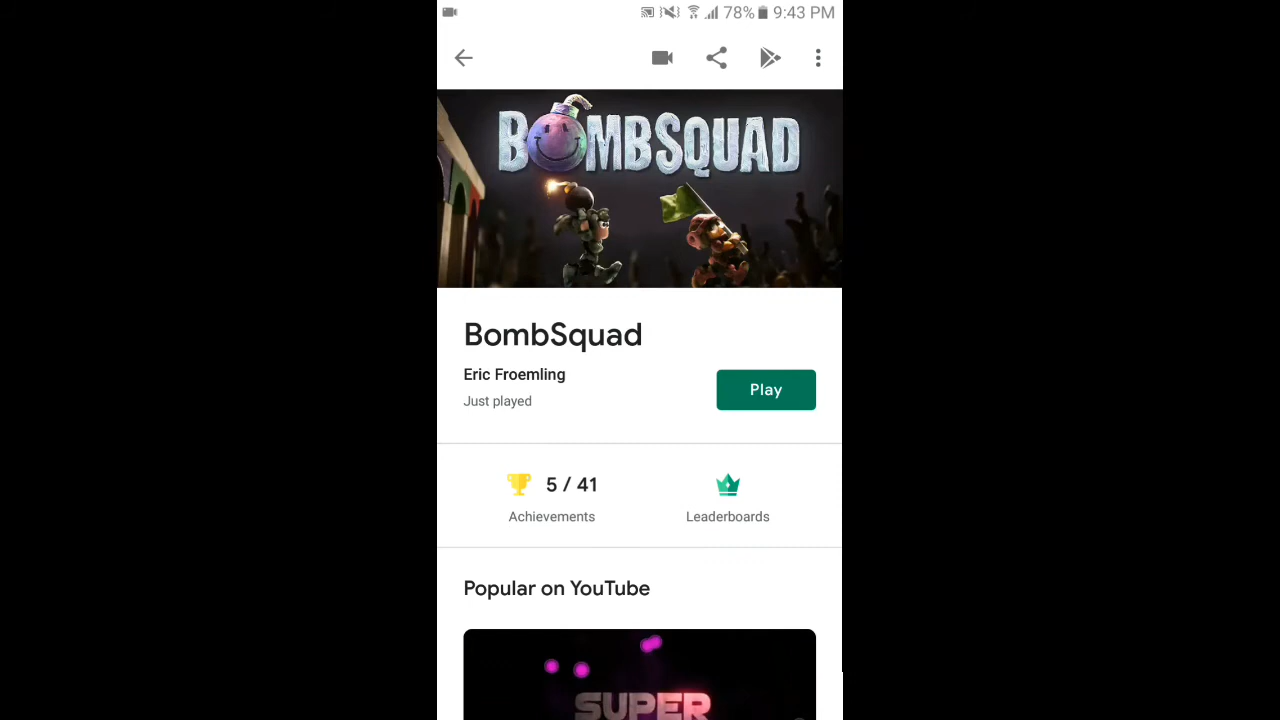 78% 9:43 PM
BOMBSQUAD
BombSquad
Eric Froemling
Just played
Play
5 / 41
Achievements
Leaderboards
Popular on YouTube
SUPER